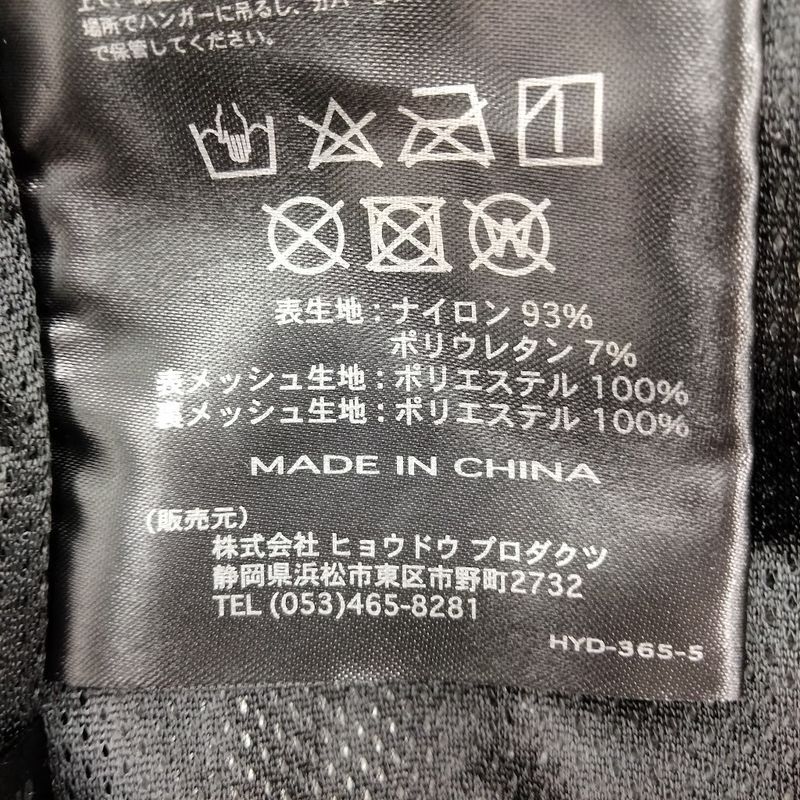 場所でハンガーに吊るし、カバー
で保管してください。
W
表生地：ナイロン 93%
ポリウレタン 7%
表メッシュ生地：ポリエステル 100%
裏メッシュ生地：ポリエステル 100%
MADE IN CHINA
(販売元)
株式会社 ヒョウドウ プロダクツ
静岡県浜松市東区市野町2732
TEL (053)465-8281
HYD-365-5